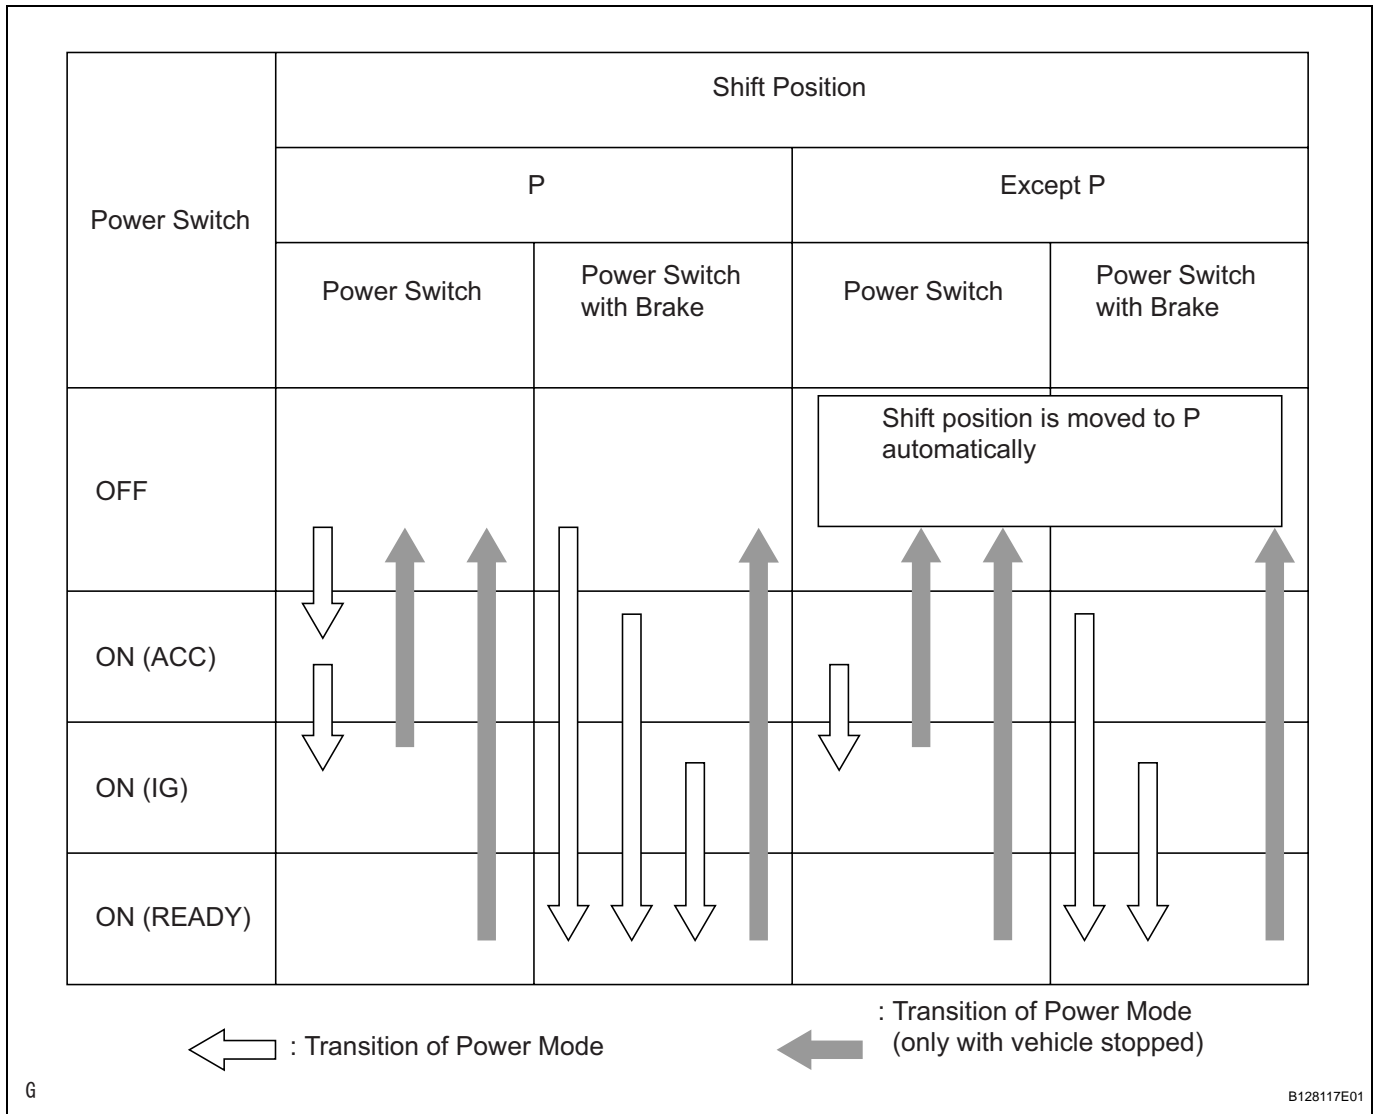 Shift Position
Power Switch
P
Except P
Power Switch
Power Switch
with Brake
Power Switch
Power Switch
with Brake
OFF
Shift position is moved to P
automatically
ON (ACC)
ON (IG)
ON (READY)
: Transition of Power Mode
: Transition of Power Mode
(only with vehicle stopped)
G
B128117E01